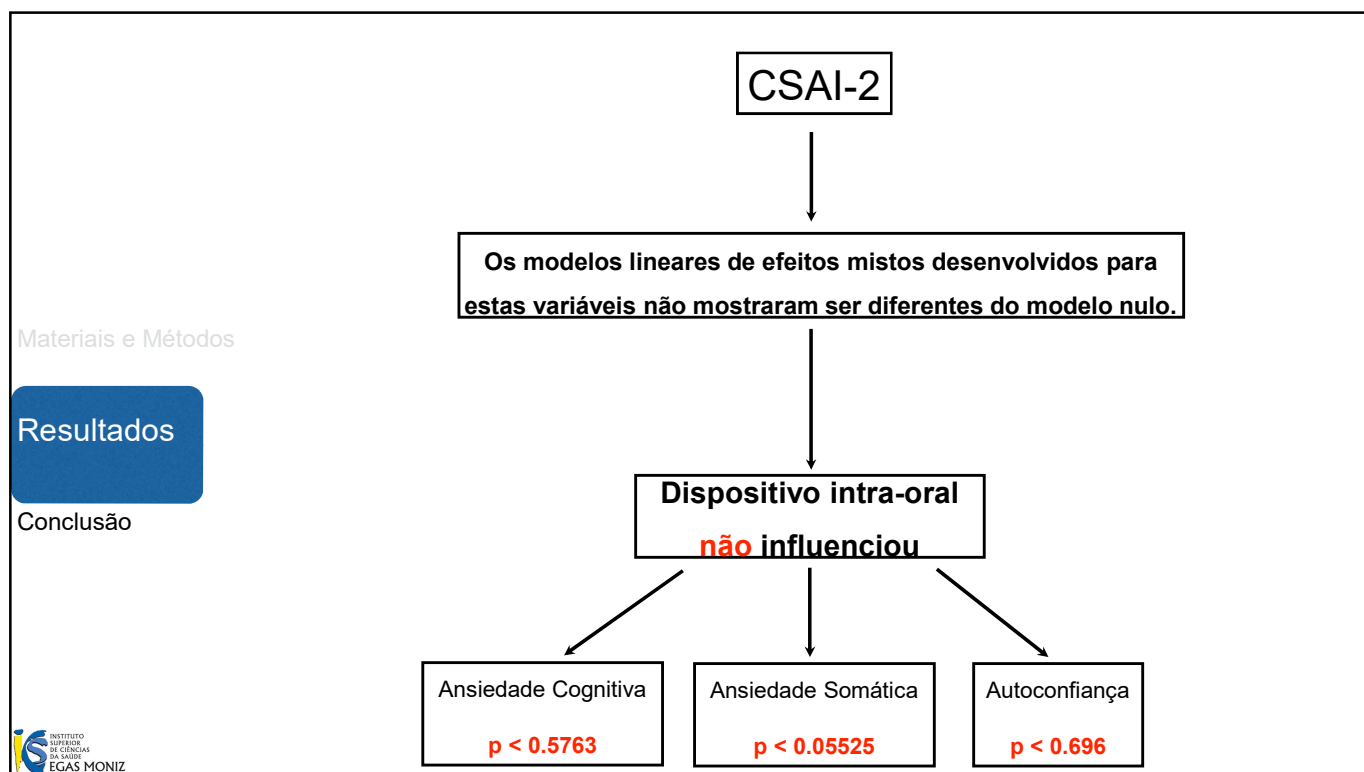 CSAI-2
Os modelos lineares de efeitos mistos desenvolvidos para
estas variáveis não mostraram ser diferentes do modelo nulo.
Materiais e Métodos
Resultados
Conclusão
Dispositivo intra-oral
não influenciou
Ansiedade Cognitiva
p < 0.5763
Ansiedade Somática
p < 0.05525
Autoconfiança
p < 0.696
INSTITUTO
SUPERIOR
DE CIÊNCIAS
DA SAÚDE
EGAS MONIZ